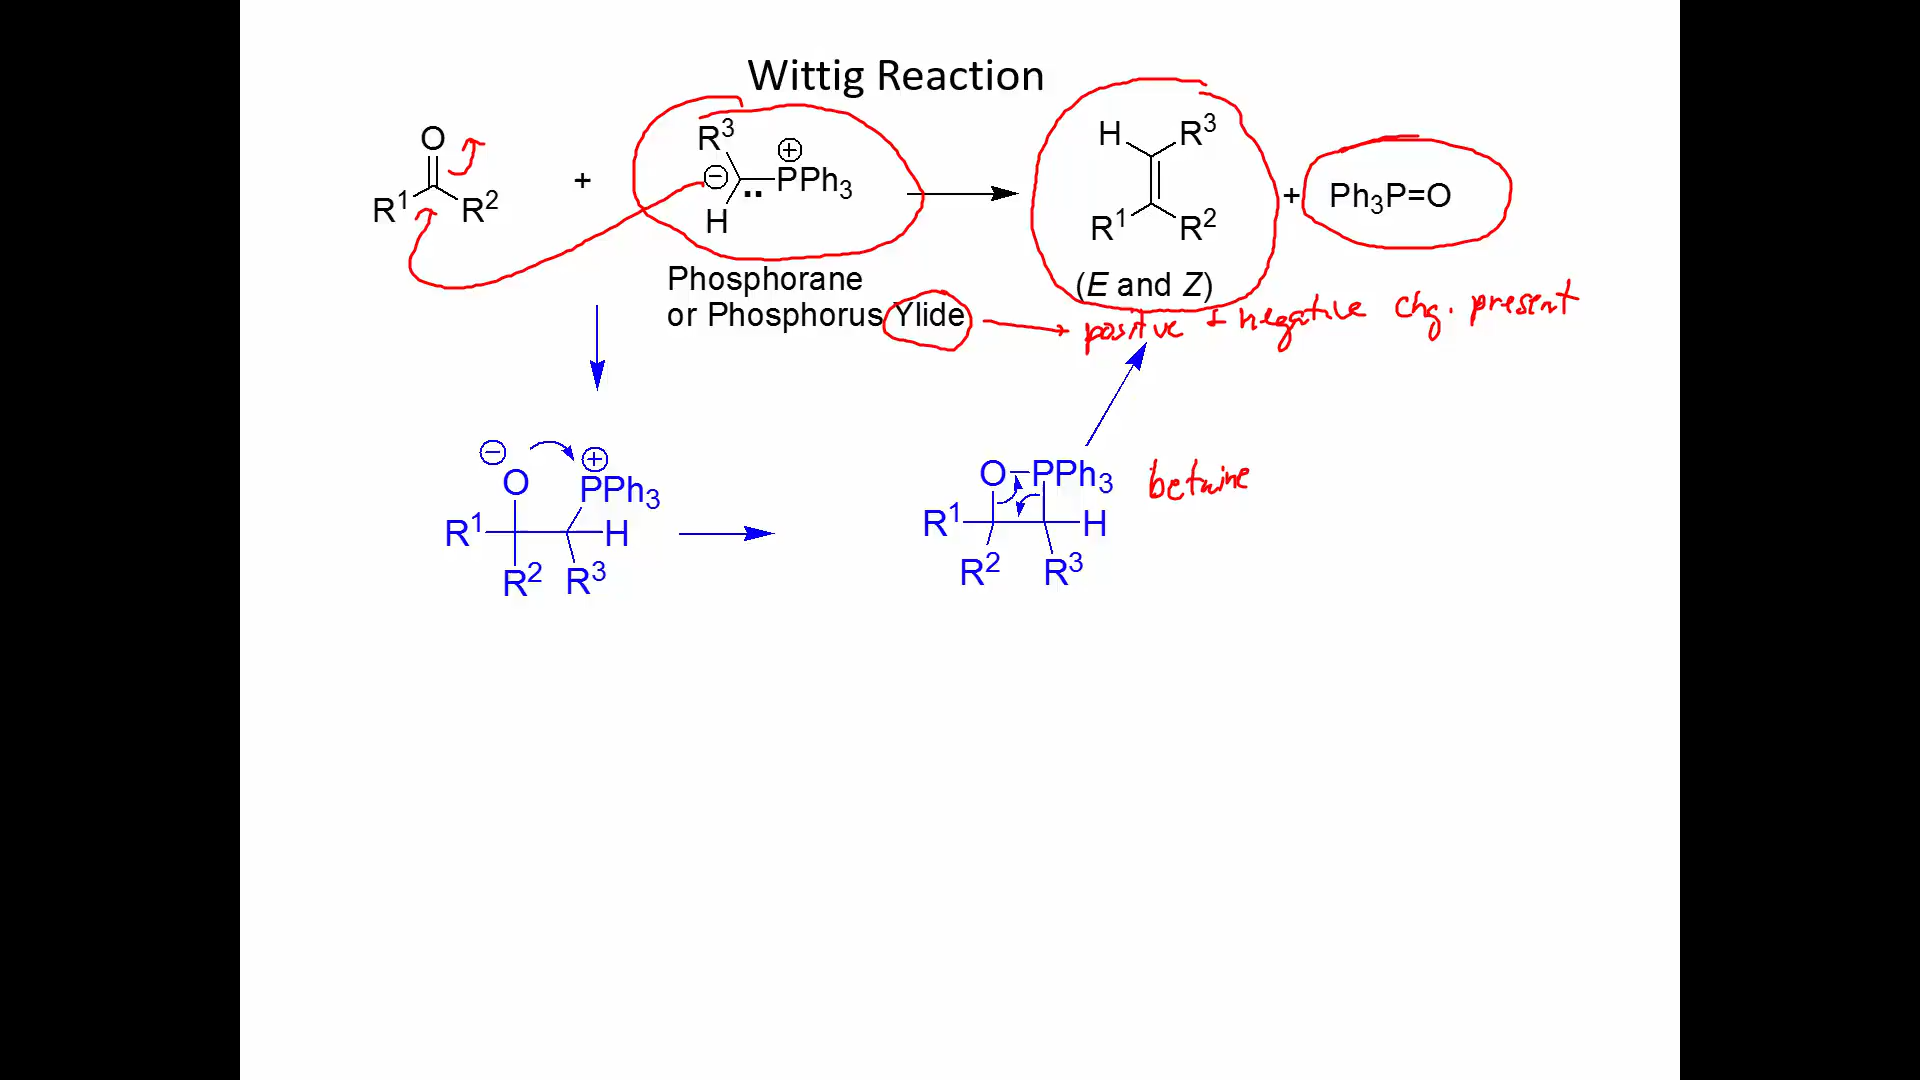 Wittig Reaction
O
R¹ R²
+
R³
⊖ ⊕
PPh₃
H
H R³
R¹ R²
(E and Z)
+ Ph₃P=O
Phosphorane
or Phosphorus Ylide
positive + negative chg. present
⊖ ⊕
O PPh₃
R¹ H
R² R³
O PPh₃
R¹ H
R² R³
betaine